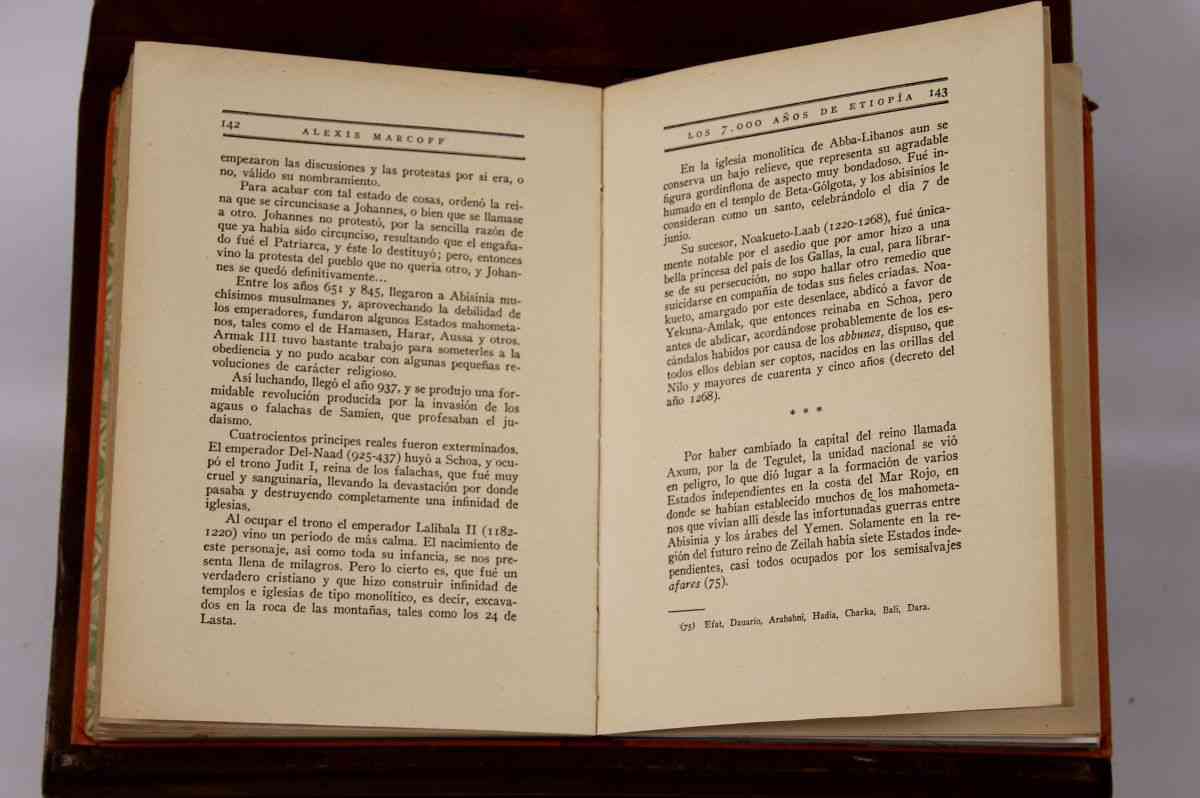 142
ALEXIS MARCOFF
empezaron las discusiones y las protestas por si era, o
no, válido su nombramiento.
Para acabar con tal estado de cosas, ordenó la rei-
na que se circuncisase a Johannes, o bien que se llamase
a otro. Johannes no protestó, por la sencilla razón de
que ya había sido circunciso, resultando que el engaña-
do fué el Patriarca, y éste lo destituyó; pero, entonces
vino la protesta del pueblo que no quería otro, y Johan-
nes se quedó definitivamente...
Entre los años 651 y 845, llegaron a Abisinia mu-
chísimos musulmanes y, aprovechando la debilidad de
los emperadores, fundaron algunos Estados mahometa-
nos, tales como el de Hamasen, Harar, Aussa y otros.
Armak III tuvo bastante trabajo para someterles a la
obediencia y no pudo acabar con algunas pequeñas re-
voluciones de carácter religioso.
Así luchando, llegó el año 937, y se produjo una for-
midable revolución producida por la invasión de los
agaus o falachas de Samien, que profesaban el ju-
daismo.
Cuatrocientos príncipes reales fueron exterminados.
El emperador Del-Naad (925-437) huyó a Schoa, y ocu-
pó el trono Judit I, reina de los falachas, que fué muy
cruel y sanguinaria, llevando la devastación por donde
pasaba y destruyendo completamente una infinidad de
iglesias,
Al ocupar el trono el emperador Lalibala II (1182-
1220) vino un período de más calma. El nacimiento de
este personaje, así como toda su infancia, se nos pre-
senta llena de milagros. Pero lo cierto es, que fué un
verdadero cristiano y que hizo construir infinidad de
templos e iglesias de tipo monolítico, es decir, excava-
dos en la roca de las montañas, tales como los 24 de
Lasta.
LOS 7.000 AÑOS DE ETIOPÍA 143
En la iglesia monolítica de Abba-Libanos aun se
conserva un bajo relieve, que representa su agradable
figura gordinflona de aspecto muy bondadoso. Fué in-
humado en el templo de Beta-Gólgota, y los abisinios le
consideran como un santo, celebrándolo el día 7 de
junio.
Su sucesor, Noakueto-Laab (1220-1268), fué única-
mente notable por el asedio que por amor hizo a una
bella princesa del país de los Gallas, la cual, para librar-
se de su persecución, no supo hallar otro remedio que
suicidarse en compañía de todas sus fieles criadas. Noa-
kueto, amargado por este desenlace, abdicó a favor de
Yekuna-Amlak, que entonces reinaba en Schoa, pero
antes de abdicar, acordándose probablemente de los es-
cándalos habidos por causa de los abbunes, dispuso, que
todos ellos debían ser coptos, nacidos en las orillas del
Nilo y mayores de cuarenta y cinco años (decreto del
año 1268).
* * *
Por haber cambiado la capital del reino llamada
Axum, por la de Tegulet, la unidad nacional se vió
en peligro, lo que dió lugar a la formación de varios
Estados independientes en la costa del Mar Rojo, en
donde se habían establecido muchos de los mahometa-
nos que vivían allí desde las infortunadas guerras entre
Abisinia y los árabes del Yemen. Solamente en la re-
gión del futuro reino de Zeilah había siete Estados inde-
pendientes, casi todos ocupados por los semisalvajes
afares (75).
(75) Efat, Dauario, Arababni, Hadia, Charka, Bali, Dara.